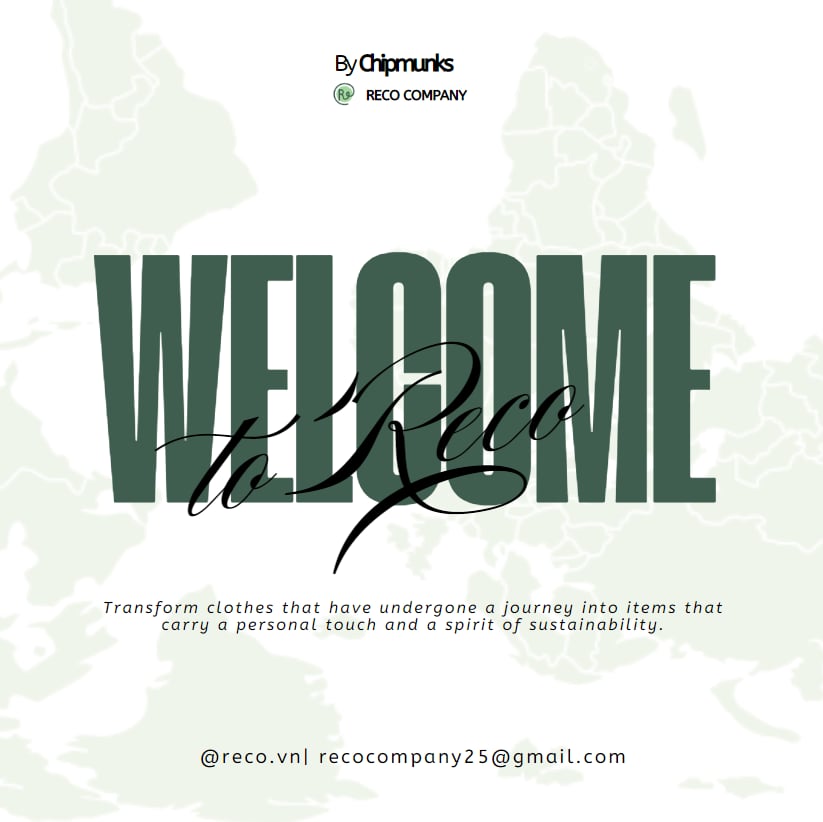 By Chipmunks
Re RECO COMPANY
WELCOME
to Reco
Transform clothes that have undergone a journey into items that
carry a personal touch and a spirit of sustainability.
@reco.vn| recocompany25@gmail.com